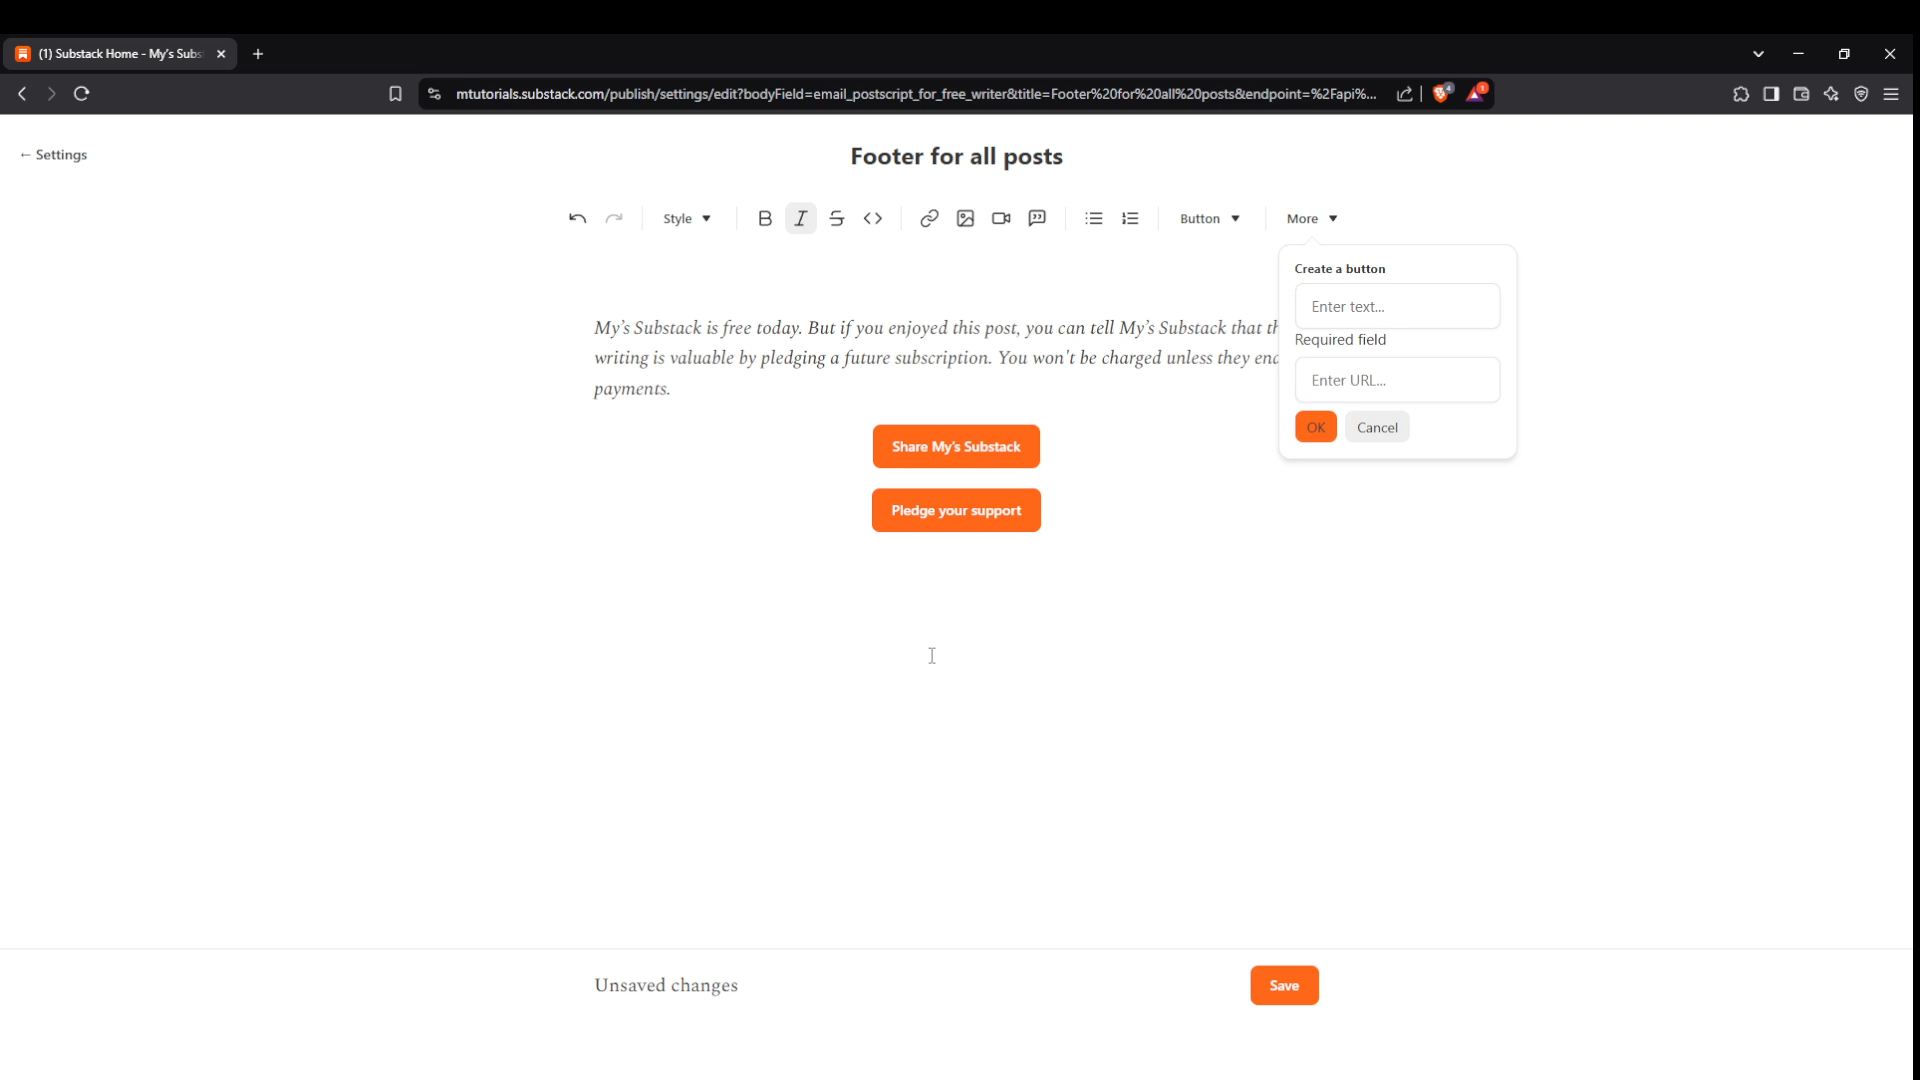 (1) Substack Home - My's Subs
mtutorials.substack.com/publish/settings/edit?bodyField=email_postscript_for_free_writer&title=Footer%20for%20all%20posts&endpoint=%2Fapi%...
4
1
← Settings
Footer for all posts
Style
Button
More
Create a button
Enter text...
Required field
Enter URL...
OK Cancel
My's Substack is free today. But if you enjoyed this post, you can tell My's Substack that
writing is valuable by pledging a future subscription. You won't be charged unless they
payments.
Share My's Substack
Pledge your support
Unsaved changes
Save